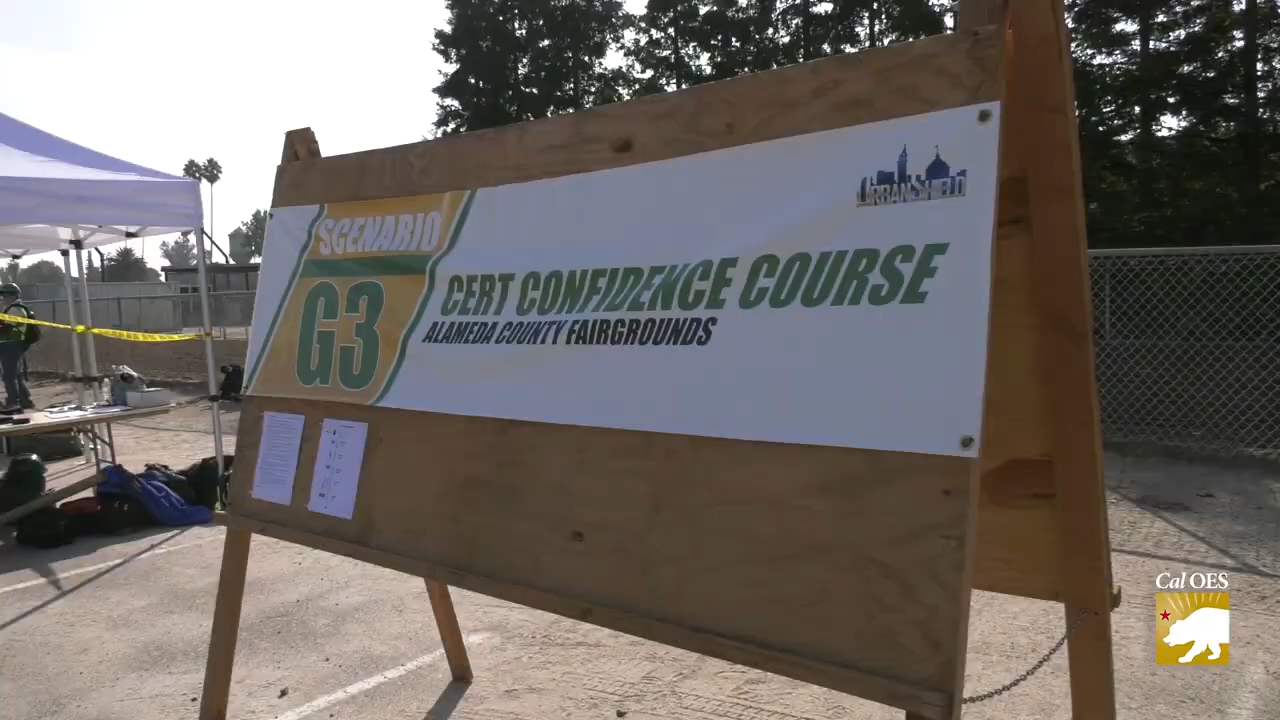 URBAN SHIELD
SCENARIO
G3
CERT CONFIDENCE COURSE
ALAMEDA COUNTY FAIRGROUNDS
Cal OES